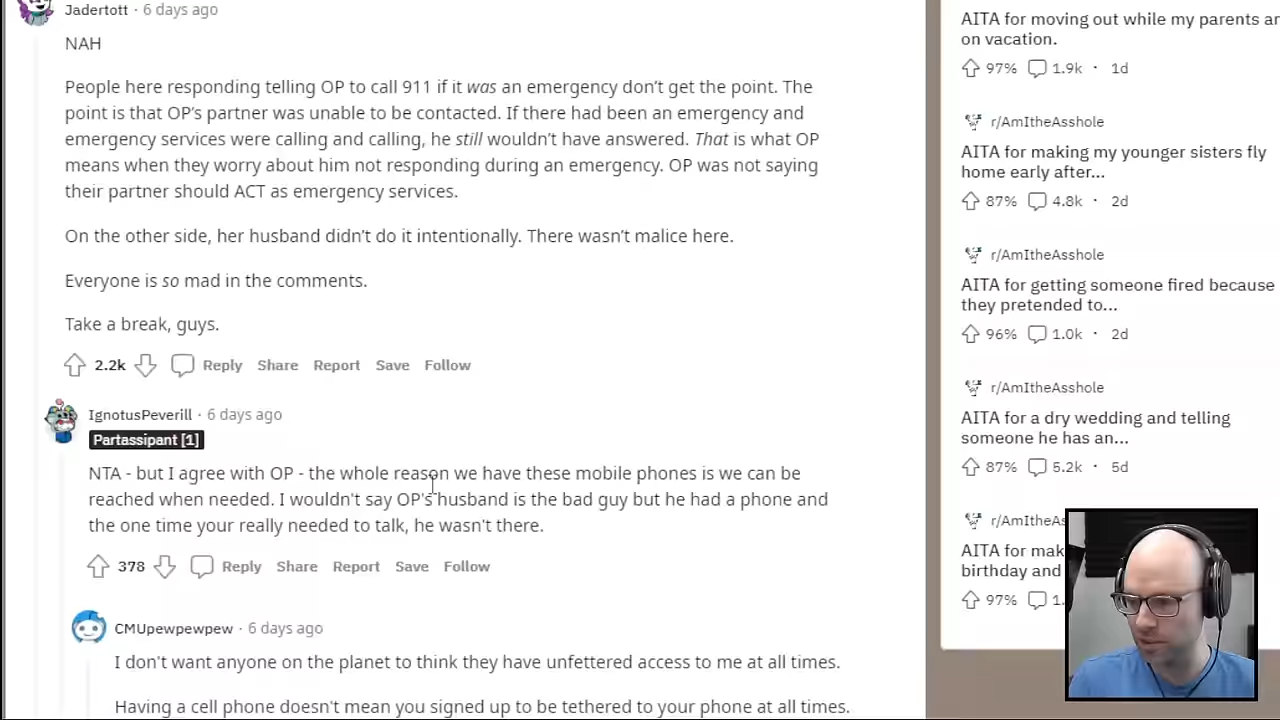 Jadertott · 6 days ago
NAH
People here responding telling OP to call 911 if it was an emergency don’t get the point. The
point is that OP’s partner was unable to be contacted. If there had been an emergency and
emergency services were calling and calling, he still wouldn’t have answered. That is what OP
means when they worry about him not responding during an emergency. OP was not saying
their partner should ACT as emergency services.
On the other side, her husband didn’t do it intentionally. There wasn’t malice here.
Everyone is so mad in the comments.
Take a break, guys.
2.2k Reply Share Report Save Follow
IgnotusPeverill · 6 days ago
Partassipant [1]
NTA - but I agree with OP - the whole reason we have these mobile phones is we can be
reached when needed. I wouldn't say OP's husband is the bad guy but he had a phone and
the one time your really needed to talk, he wasn't there.
378 Reply Share Report Save Follow
CMUpewpewpew · 6 days ago
I don't want anyone on the planet to think they have unfettered access to me at all times.
Having a cell phone doesn't mean you signed up to be tethered to your phone at all times.
AITA for moving out while my parents ar
on vacation.
97% 1.9k · 1d
r/AmItheAsshole
AITA for making my younger sisters fly
home early after...
87% 4.8k · 2d
r/AmItheAsshole
AITA for getting someone fired because
they pretended to...
96% 1.0k · 2d
r/AmItheAsshole
AITA for a dry wedding and telling
someone he has an...
87% 5.2k · 5d
r/AmItheAs
AITA for mak
birthday and
97% 1.